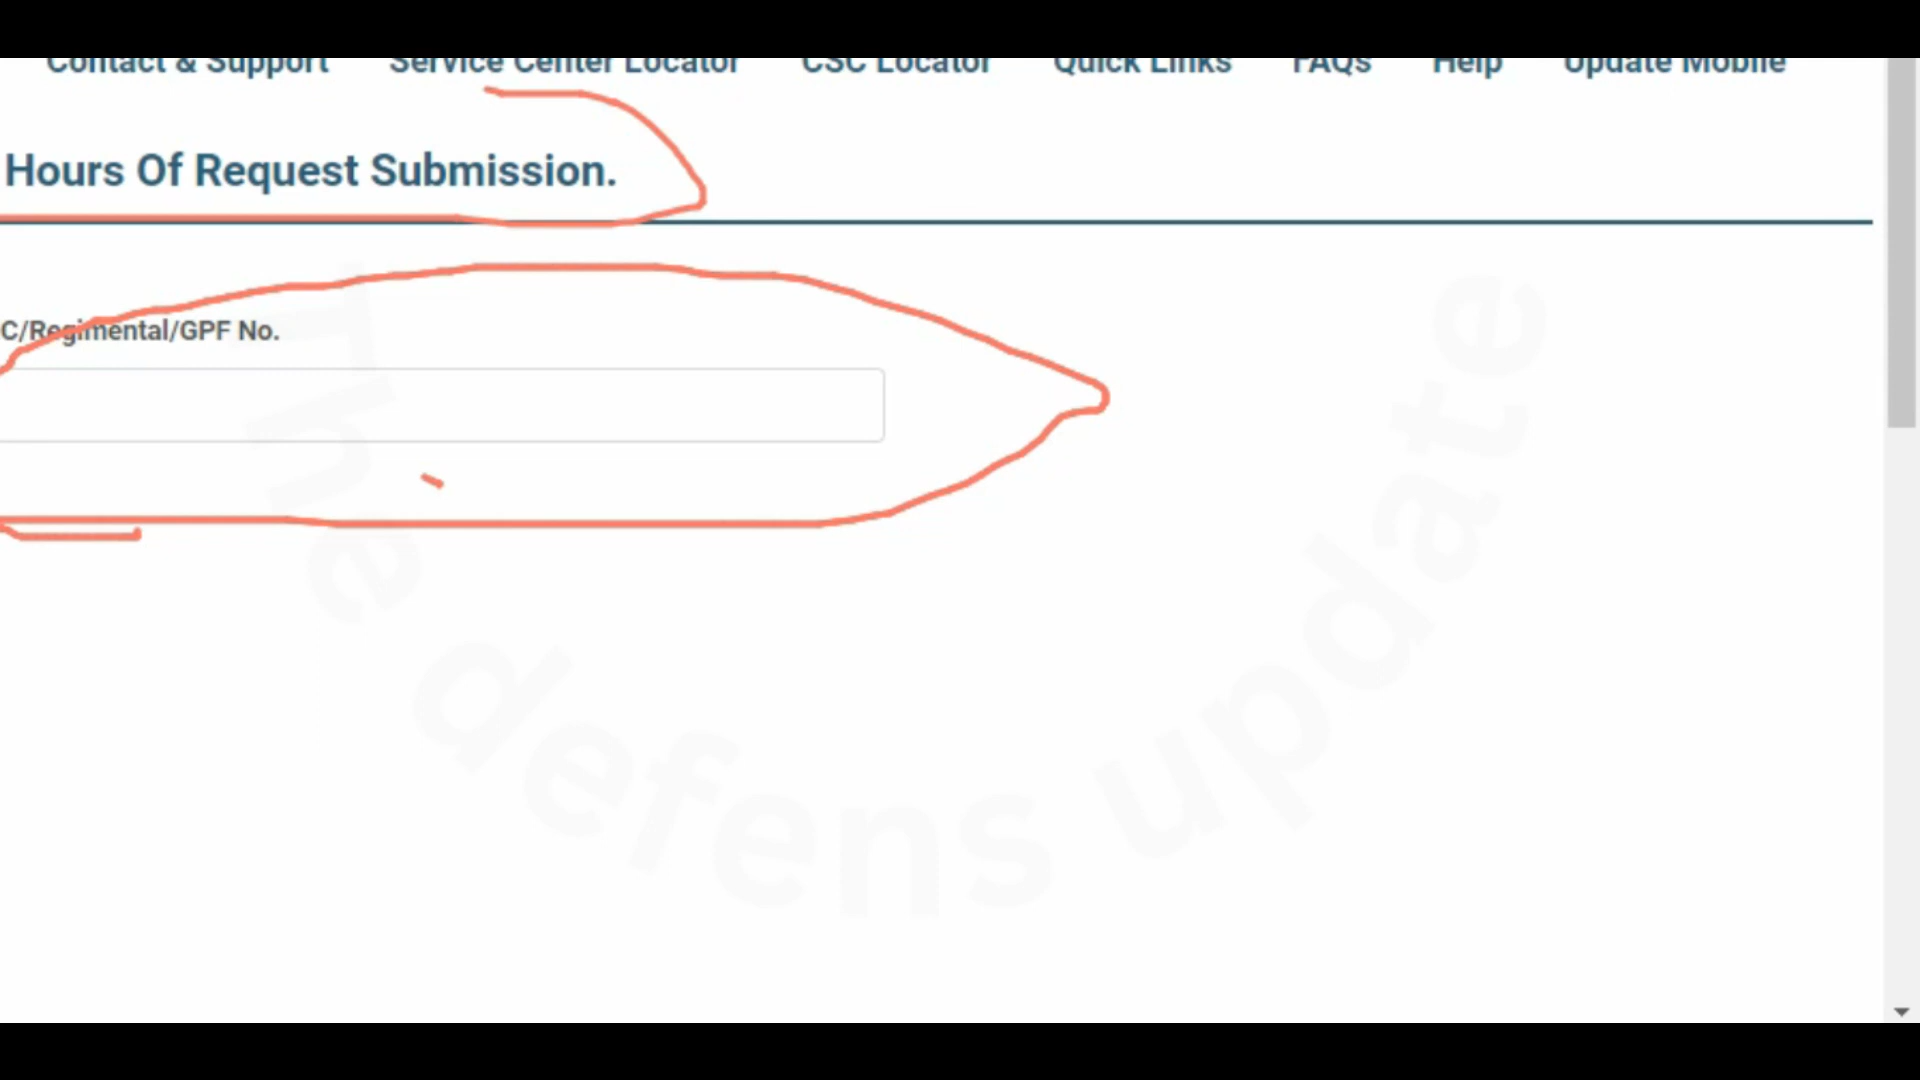 Contact & Support Service Center Locator CSC Locator Quick Links FAQs Help Update Mobile
Hours Of Request Submission.
C/Regimental/GPF No.
The defens update